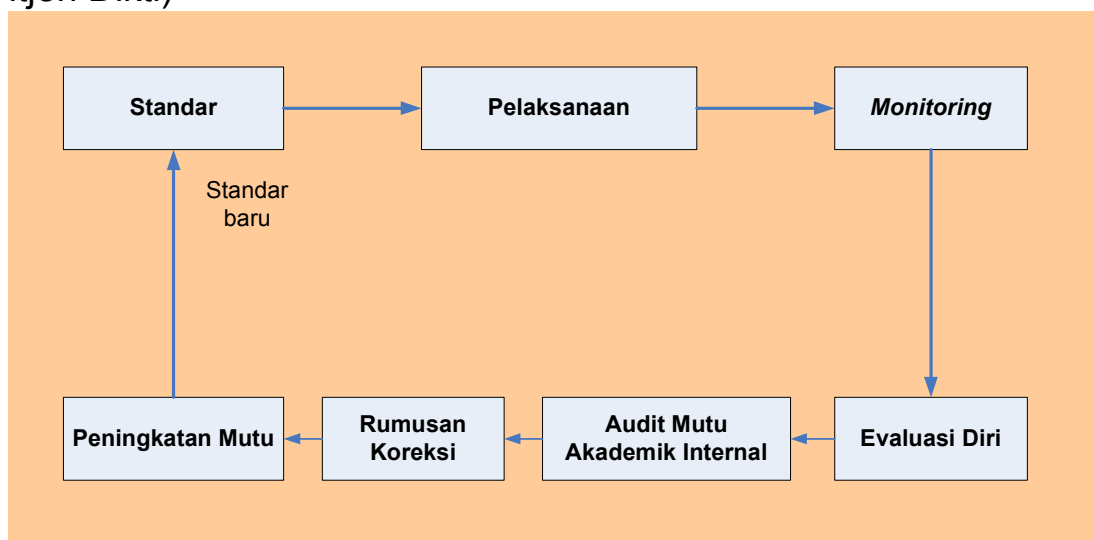 Standar
Pelaksanaan
Monitoring
Standar
baru
Peningkatan Mutu
Rumusan
Koreksi
Audit Mutu
Akademik Internal
Evaluasi Diri